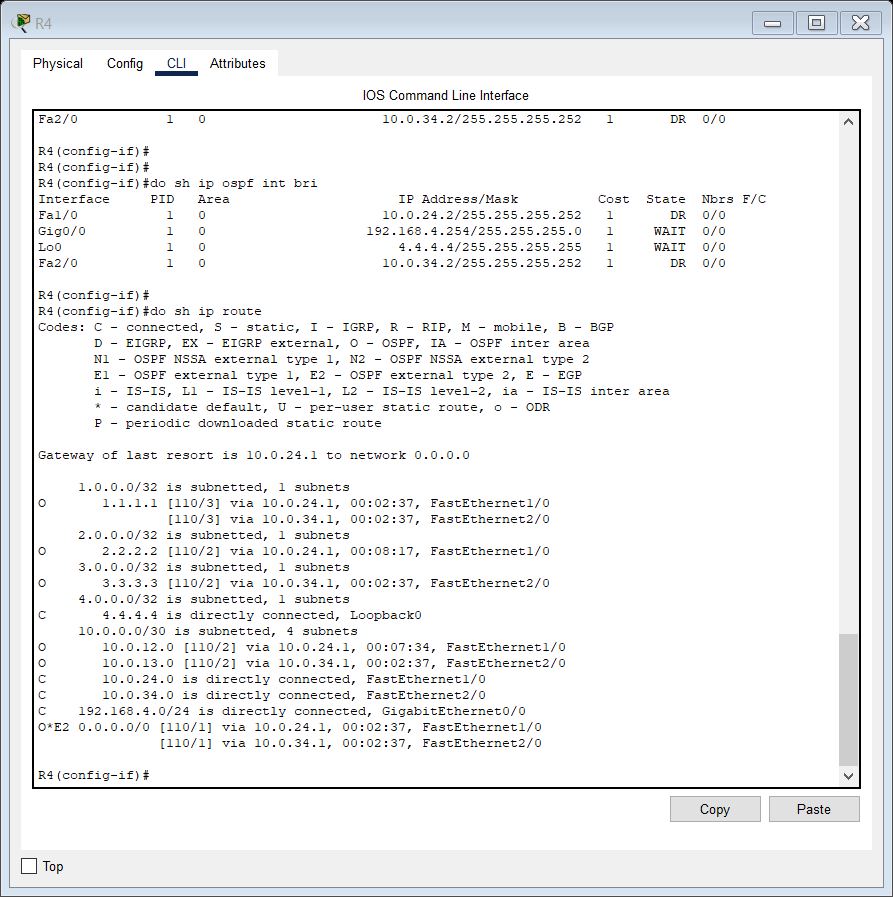 R4
Physical Config CLI Attributes
IOS Command Line Interface
Fa2/0 1 0 10.0.34.2/255.255.255.252 1 DR 0/0
R4(config-if)#
R4(config-if)#
R4(config-if)#do sh ip ospf int bri
Interface PID Area IP Address/Mask Cost State Nbrs F/C
Fa1/0 1 0 10.0.24.2/255.255.255.252 1 DR 0/0
Gig0/0 1 0 192.168.4.254/255.255.255.0 1 WAIT 0/0
Lo0 1 0 4.4.4.4/255.255.255.255 1 WAIT 0/0
Fa2/0 1 0 10.0.34.2/255.255.255.252 1 DR 0/0
R4(config-if)#
R4(config-if)#do sh ip route
Codes: C - connected, S - static, I - IGRP, R - RIP, M - mobile, B - BGP
D - EIGRP, EX - EIGRP external, O - OSPF, IA - OSPF inter area
N1 - OSPF NSSA external type 1, N2 - OSPF NSSA external type 2
E1 - OSPF external type 1, E2 - OSPF external type 2, E - EGP
i - IS-IS, L1 - IS-IS level-1, L2 - IS-IS level-2, ia - IS-IS inter area
* - candidate default, U - per-user static route, o - ODR
P - periodic downloaded static route
Gateway of last resort is 10.0.24.1 to network 0.0.0.0
1.0.0.0/32 is subnetted, 1 subnets
O 1.1.1.1 [110/3] via 10.0.24.1, 00:02:37, FastEthernet1/0
[110/3] via 10.0.34.1, 00:02:37, FastEthernet2/0
2.0.0.0/32 is subnetted, 1 subnets
O 2.2.2.2 [110/2] via 10.0.24.1, 00:08:17, FastEthernet1/0
3.0.0.0/32 is subnetted, 1 subnets
O 3.3.3.3 [110/2] via 10.0.34.1, 00:02:37, FastEthernet2/0
4.0.0.0/32 is subnetted, 1 subnets
C 4.4.4.4 is directly connected, Loopback0
10.0.0.0/30 is subnetted, 4 subnets
O 10.0.12.0 [110/2] via 10.0.24.1, 00:07:34, FastEthernet1/0
O 10.0.13.0 [110/2] via 10.0.34.1, 00:02:37, FastEthernet2/0
C 10.0.24.0 is directly connected, FastEthernet1/0
C 10.0.34.0 is directly connected, FastEthernet2/0
C 192.168.4.0/24 is directly connected, GigabitEthernet0/0
O*E2 0.0.0.0/0 [110/1] via 10.0.24.1, 00:02:37, FastEthernet1/0
[110/1] via 10.0.34.1, 00:02:37, FastEthernet2/0
R4(config-if)#
Copy Paste
Top